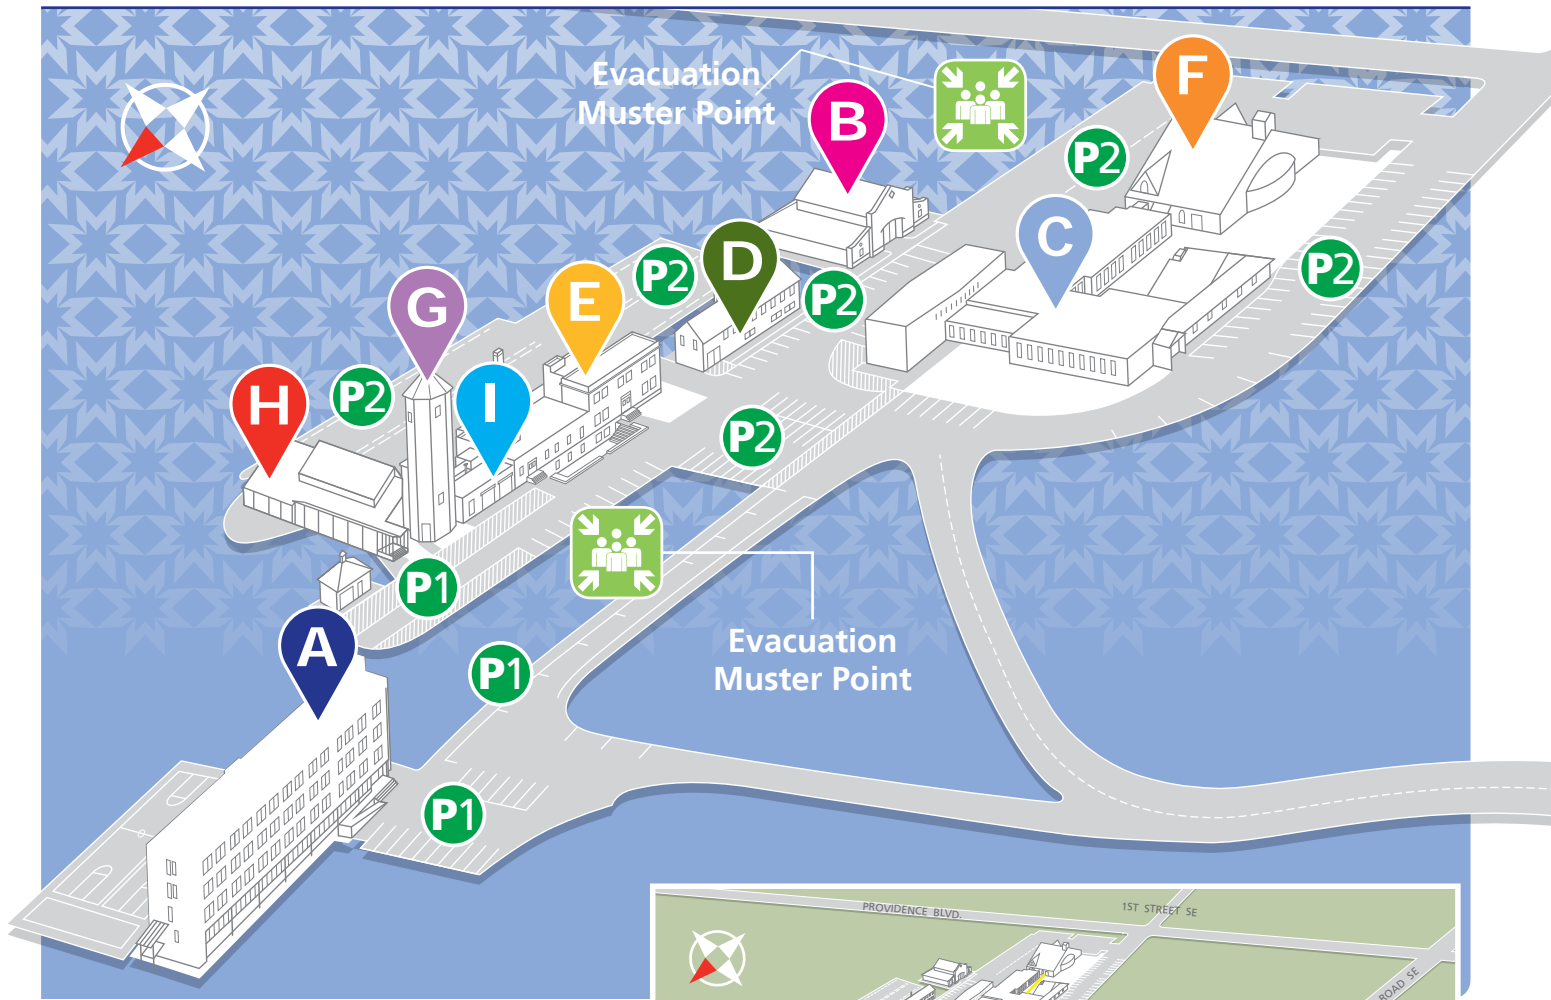 Evacuation
Muster Point
F
B
P2
C
D
P2
P2
P2
E
G
P2
I
H
P2
P1
Evacuation
Muster Point
A
P1
P1
PROVIDENCE BLVD.
1ST STREET SE
ROAD SE